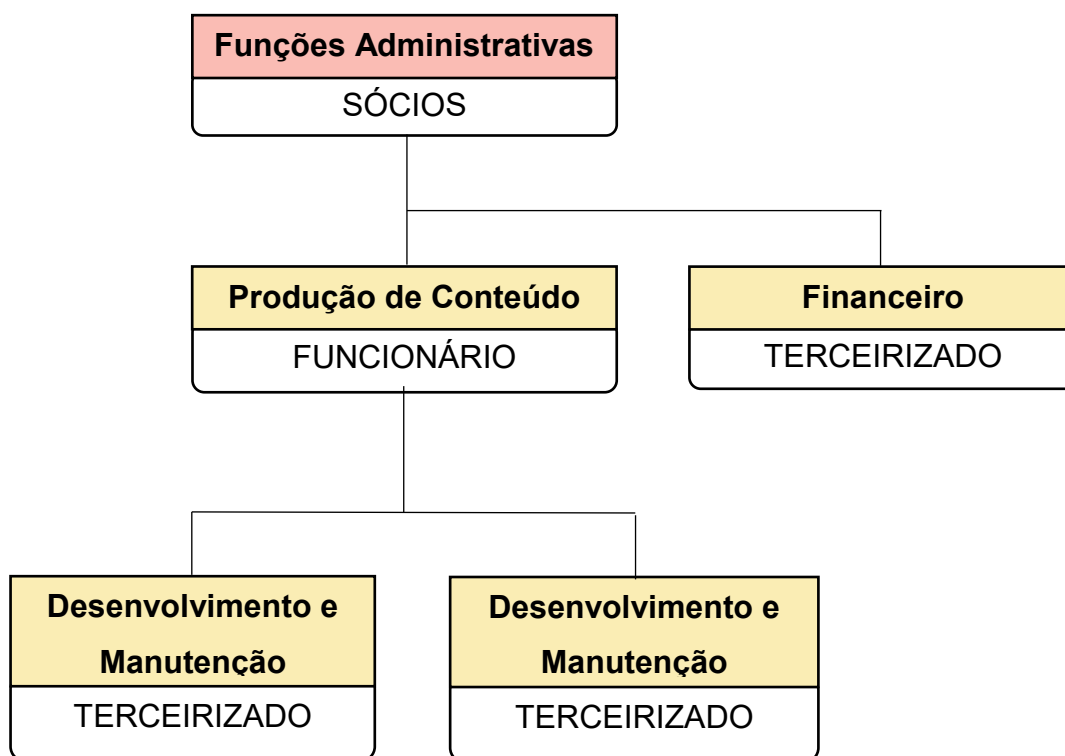 Funções Administrativas
SÓCIOS
Produção de Conteúdo
FUNCIONÁRIO
Financeiro
TERCEIRIZADO
Desenvolvimento e
Manutenção
TERCEIRIZADO
Desenvolvimento e
Manutenção
TERCEIRIZADO